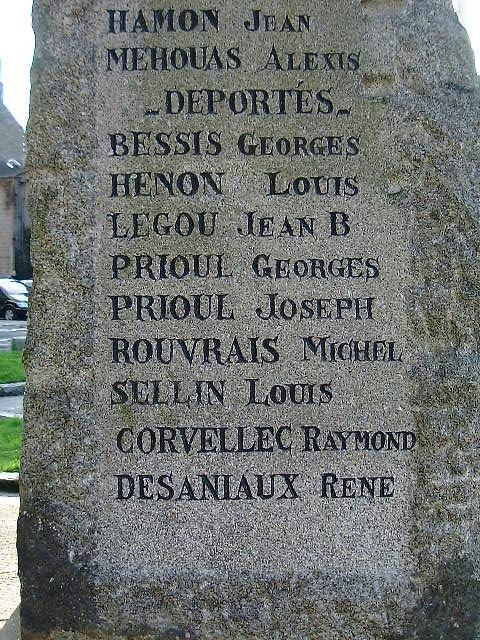 HAMON JEAN
MEHOUAS ALEXIS
_DEPORTÉS_
BESSIS GEORGES
HENON LOUIS
LEGOU JEAN B
PRIOUL GEORGES
PRIOUL JOSEPH
ROUVRAIS MICHEL
SELLIN LOUIS
CORVELLEC RAYMOND
DESANIAUX RENE